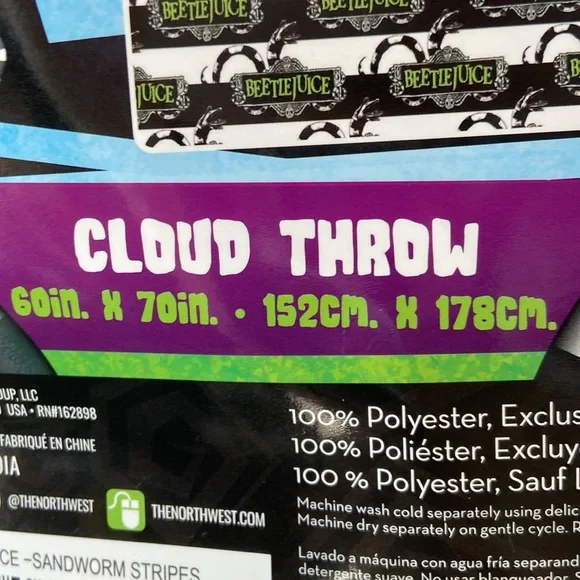 BEETLEJUICE BEETLEJUICE BEETLEJUICE
JUICE BEETLEJUICE BEETLEJUICE
CLOUD THROW
60in. X 70in. • 152cm. X 178cm.
OUP, LLC
USA • RN#162898
FABRIQUÉ EN CHINE
DIA
@THENORTHWEST THENORTHWEST.COM
CE –SANDWORM STRIPES
100% Polyester, Exclus
100% Poliéster, Excluy
100 % Polyester, Sauf L
Machine wash cold separately using delic
Machine dry separately on gentle cycle. R
Lavado a máquina con agua fría separand
detergente suave. No usar blanqueador. S